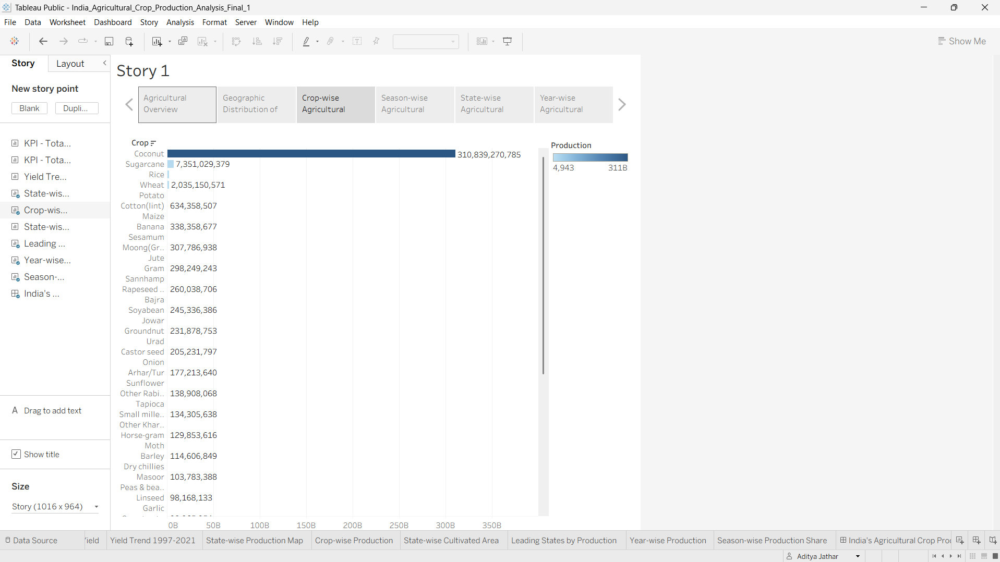 Tableau Public - India_Agricultural_Crop_Production_Analysis_Final_1
File Data Worksheet Dashboard Story Analysis Format Server Window Help
Show Me
Story Layout
New story point
Blank Dupli...
KPI - Tota...
KPI - Tota...
Yield Tre...
State-wis...
Crop-wis...
State-wis...
Leading ...
Year-wise...
Season-...
India's ...
A Drag to add text
Show title
Size
Story (1016 x 964)
Story 1
Agricultural
Overview
Geographic
Distribution of
Crop-wise
Agricultural
Season-wise
Agricultural
State-wise
Agricultural
Year-wise
Agricultural
Crop
Coconut 310,839,270,785
Sugarcane 7,351,029,379
Rice
Wheat 2,035,150,571
Potato
Cotton(lint) 634,358,507
Maize
Banana 338,358,677
Sesamum
Moong(Gr.. 307,786,938
Jute
Gram 298,249,243
Sannhamp
Rapeseed .. 260,038,706
Bajra
Soyabean 245,336,386
Jowar
Groundnut 231,878,753
Urad
Castor seed 205,231,797
Onion
Arhar/Tur 177,213,640
Sunflower
Other Rabi.. 138,908,068
Tapioca
Small mille.. 134,305,638
Other Khar..
Horse-gram 129,853,616
Moth
Barley 114,606,849
Dry chillies
Masoor 103,783,388
Peas & bea..
Linseed 98,168,133
Garlic
0B 50B 100B 150B 200B 250B 300B 350B
Production
4,943 311B
Data Source Yield Yield Trend 1997-2021 State-wise Production Map Crop-wise Production State-wise Cultivated Area Leading States by Production Year-wise Production Season-wise Production Share India's Agricultural Crop Pro
Aditya Jathar